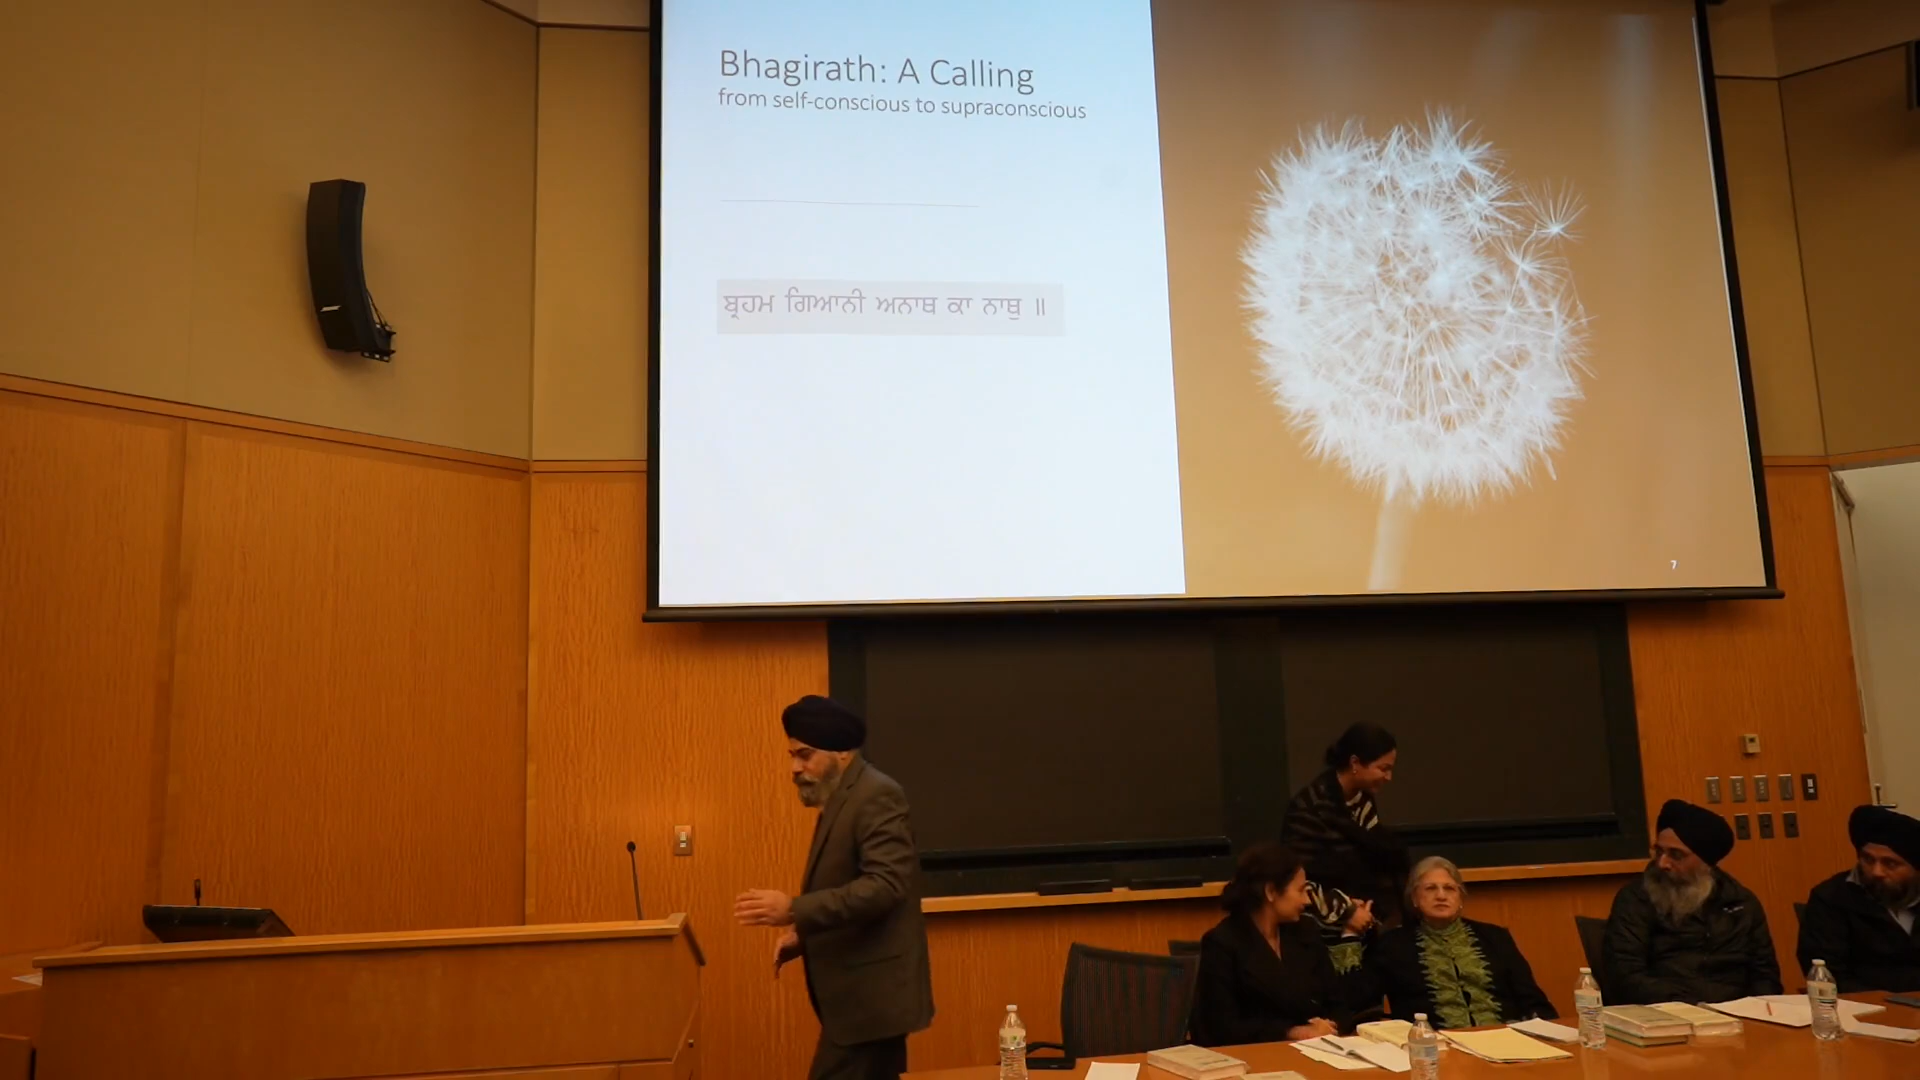 Bhagirath: A Calling
from self-conscious to supraconscious
ਬ੍ਰਹਮ ਗਿਆਨੀ ਅਨਾਥ ਕਾ ਨਾਥੁ ॥
7